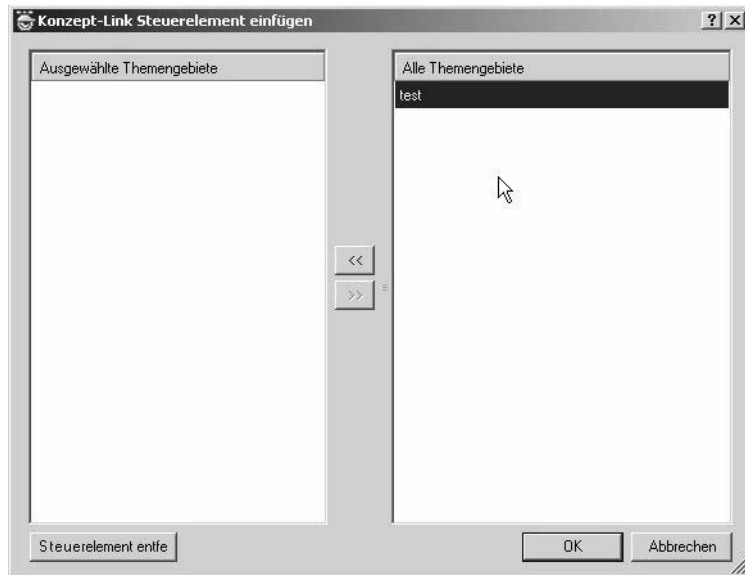 Konzept-Link Steuerelement einfügen
Ausgewählte Themengebiete
Alle Themengebiete
test
<<
>>
Steuerelement entfe
OK
Abbrechen